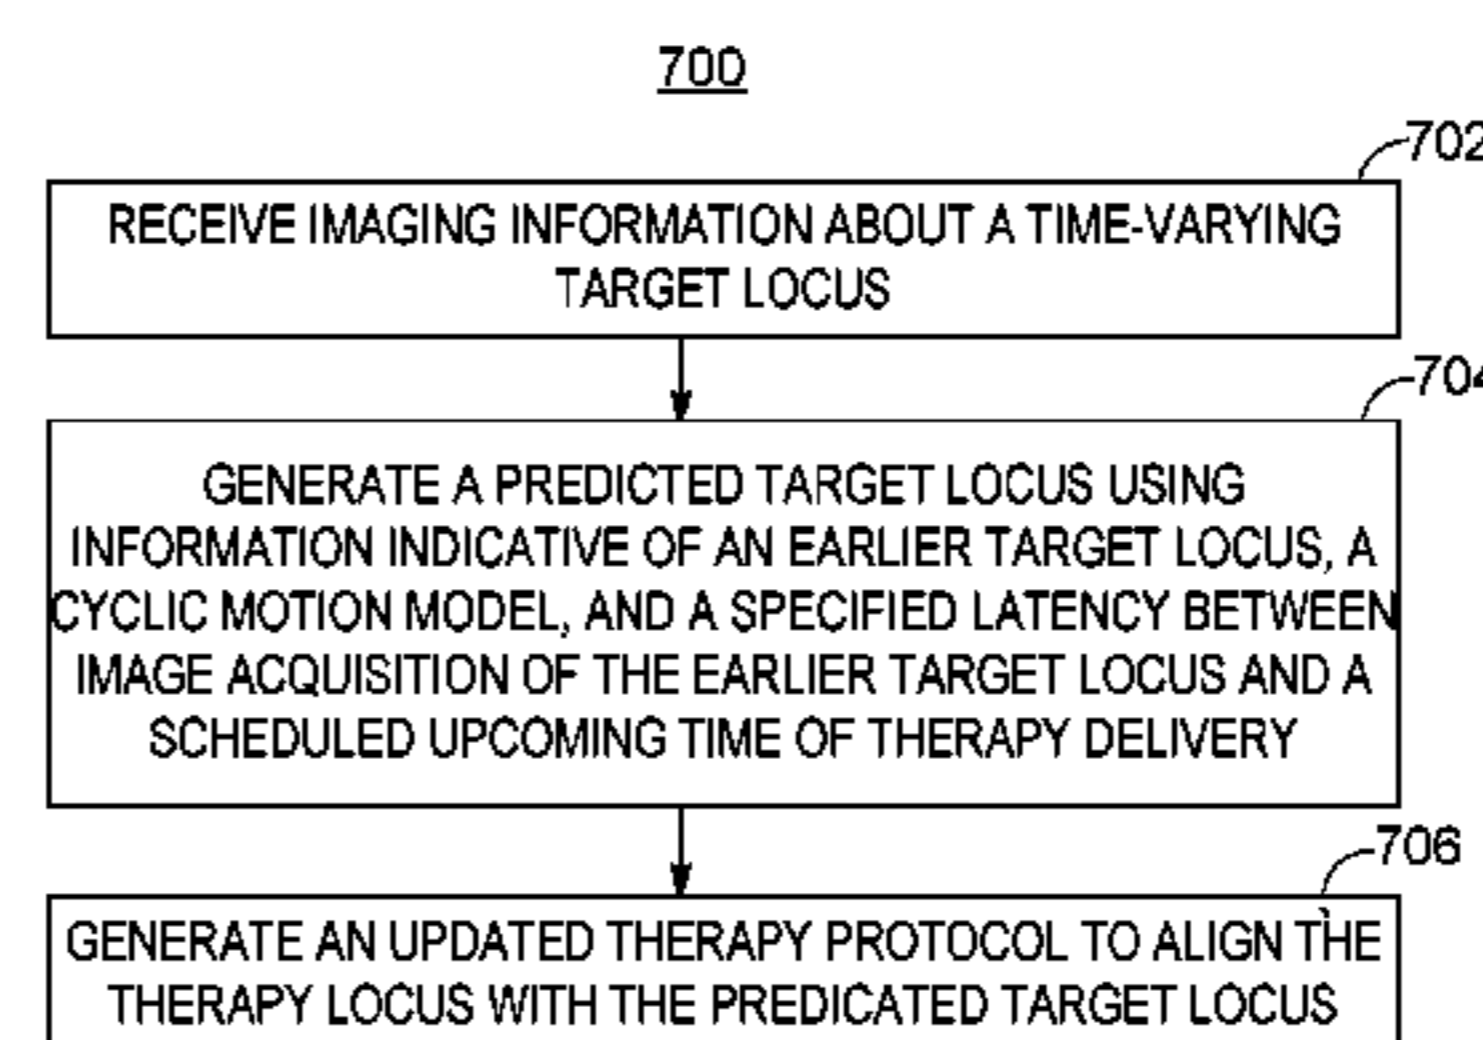 700
702
RECEIVE IMAGING INFORMATION ABOUT A TIME-VARYING
TARGET LOCUS
704
GENERATE A PREDICTED TARGET LOCUS USING
INFORMATION INDICATIVE OF AN EARLIER TARGET LOCUS, A
CYCLIC MOTION MODEL, AND A SPECIFIED LATENCY BETWEEN
IMAGE ACQUISITION OF THE EARLIER TARGET LOCUS AND A
SCHEDULED UPCOMING TIME OF THERAPY DELIVERY
706
GENERATE AN UPDATED THERAPY PROTOCOL TO ALIGN THE
THERAPY LOCUS WITH THE PREDICATED TARGET LOCUS